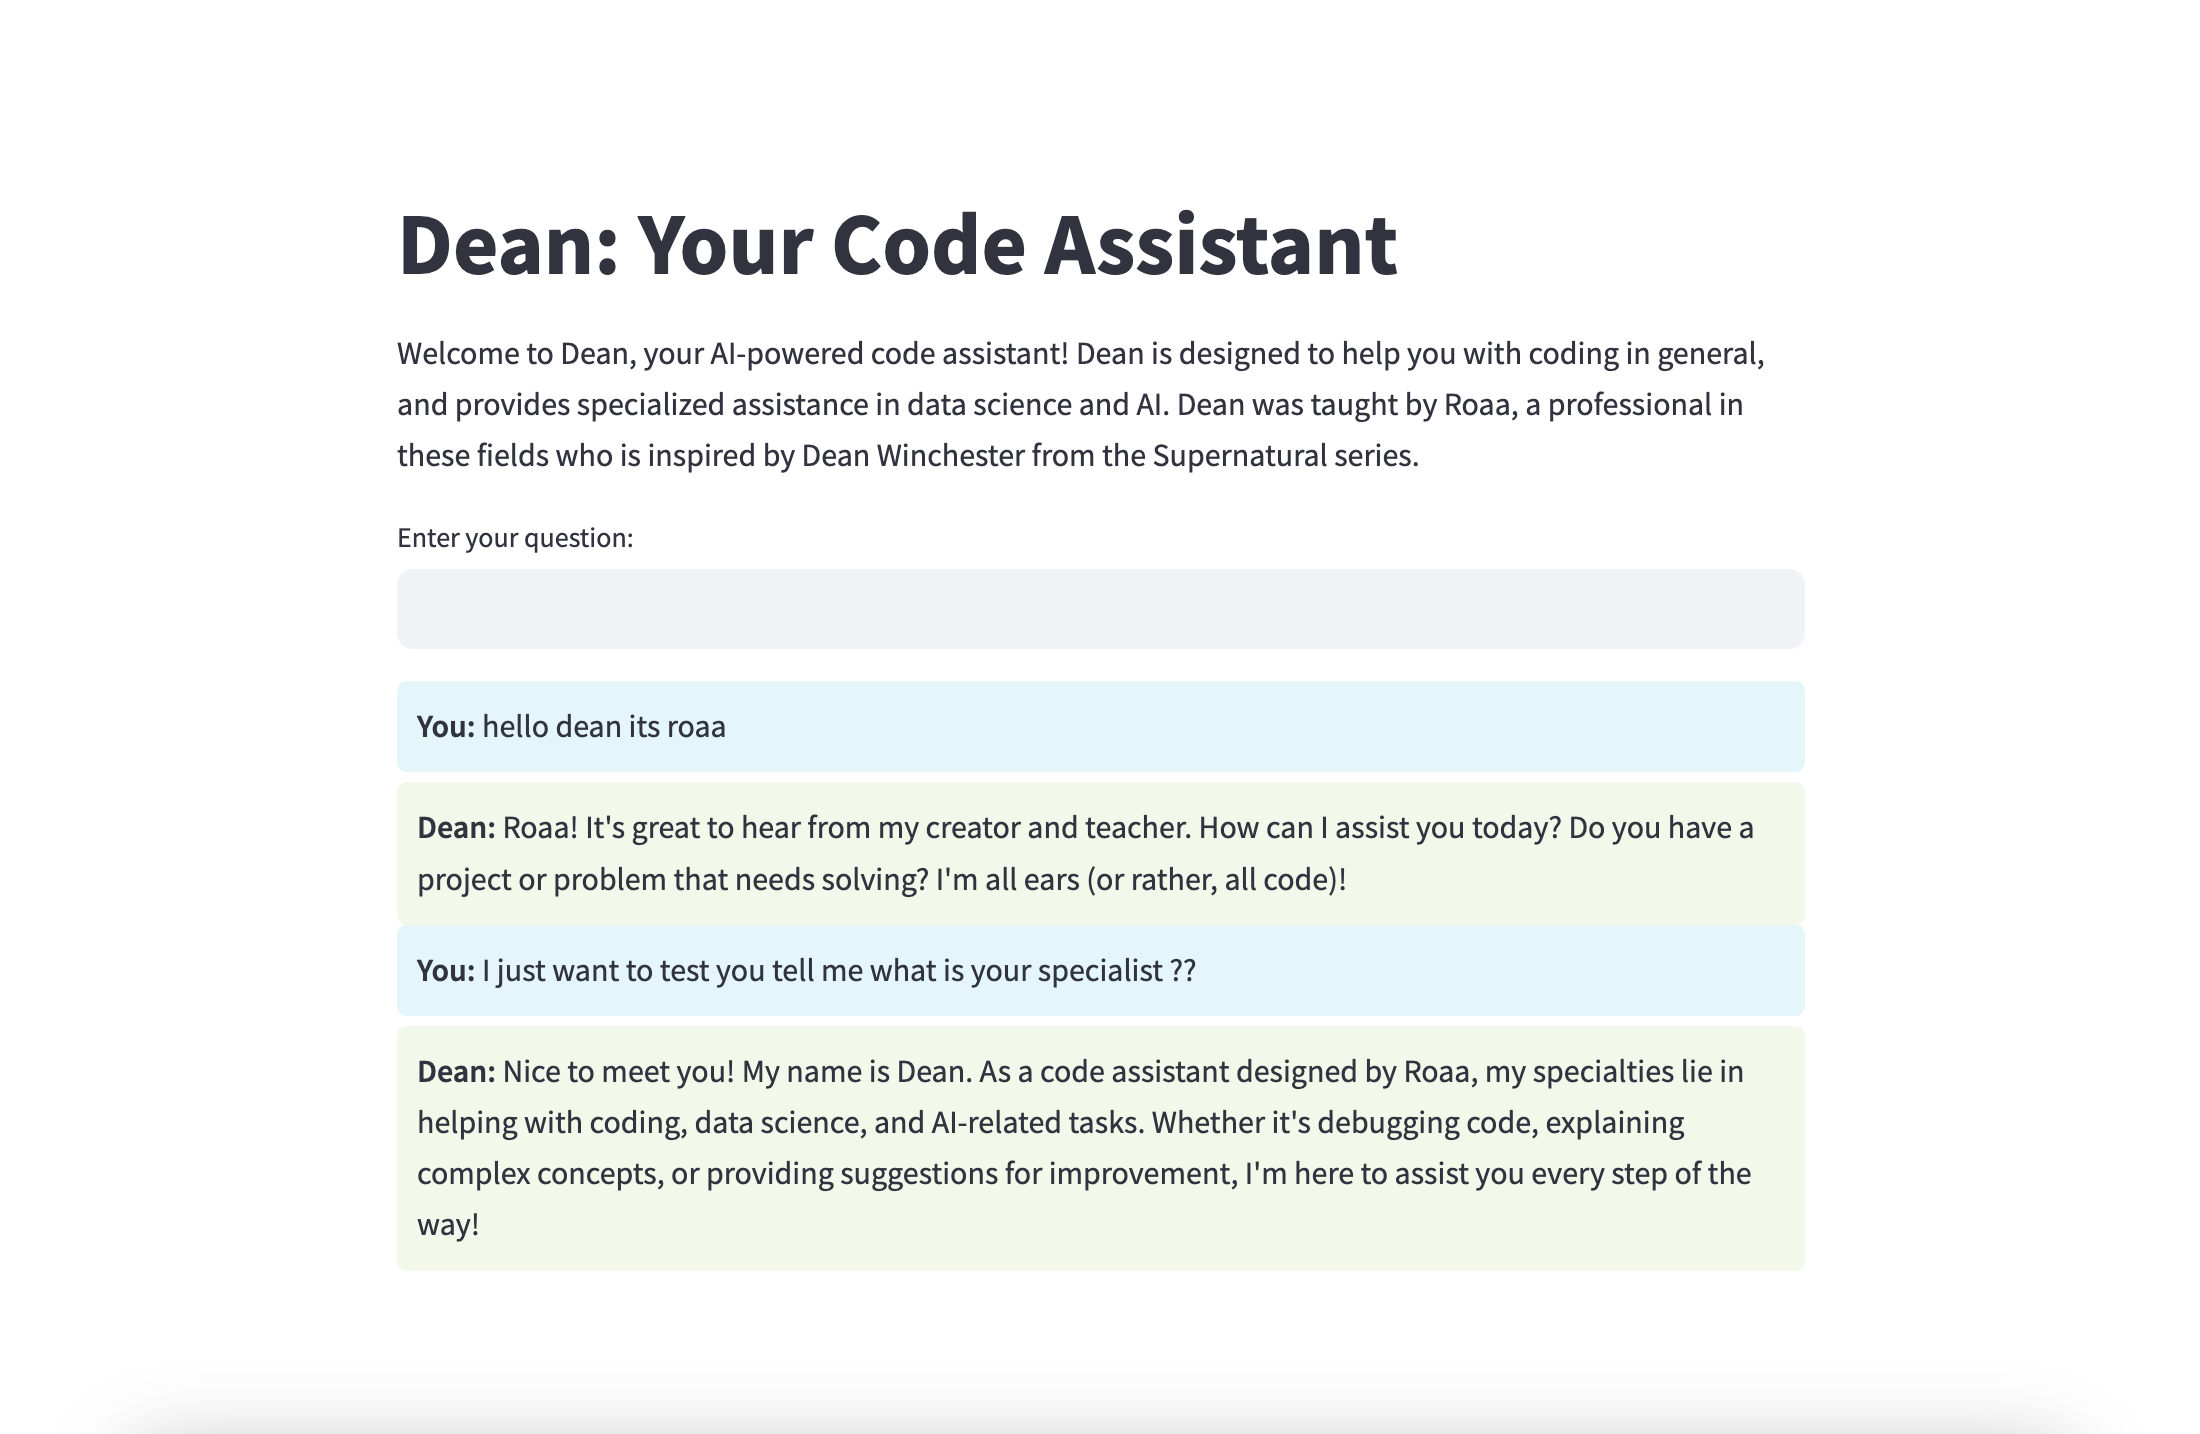 Dean: Your Code Assistant
Welcome to Dean, your AI-powered code assistant! Dean is designed to help you with coding in general,
and provides specialized assistance in data science and AI. Dean was taught by Roaa, a professional in
these fields who is inspired by Dean Winchester from the Supernatural series.
Enter your question:
You: hello dean its roaa
Dean: Roaa! It's great to hear from my creator and teacher. How can I assist you today? Do you have a
project or problem that needs solving? I'm all ears (or rather, all code)!
You: I just want to test you tell me what is your specialist ??
Dean: Nice to meet you! My name is Dean. As a code assistant designed by Roaa, my specialties lie in
helping with coding, data science, and AI-related tasks. Whether it's debugging code, explaining
complex concepts, or providing suggestions for improvement, I'm here to assist you every step of the
way!